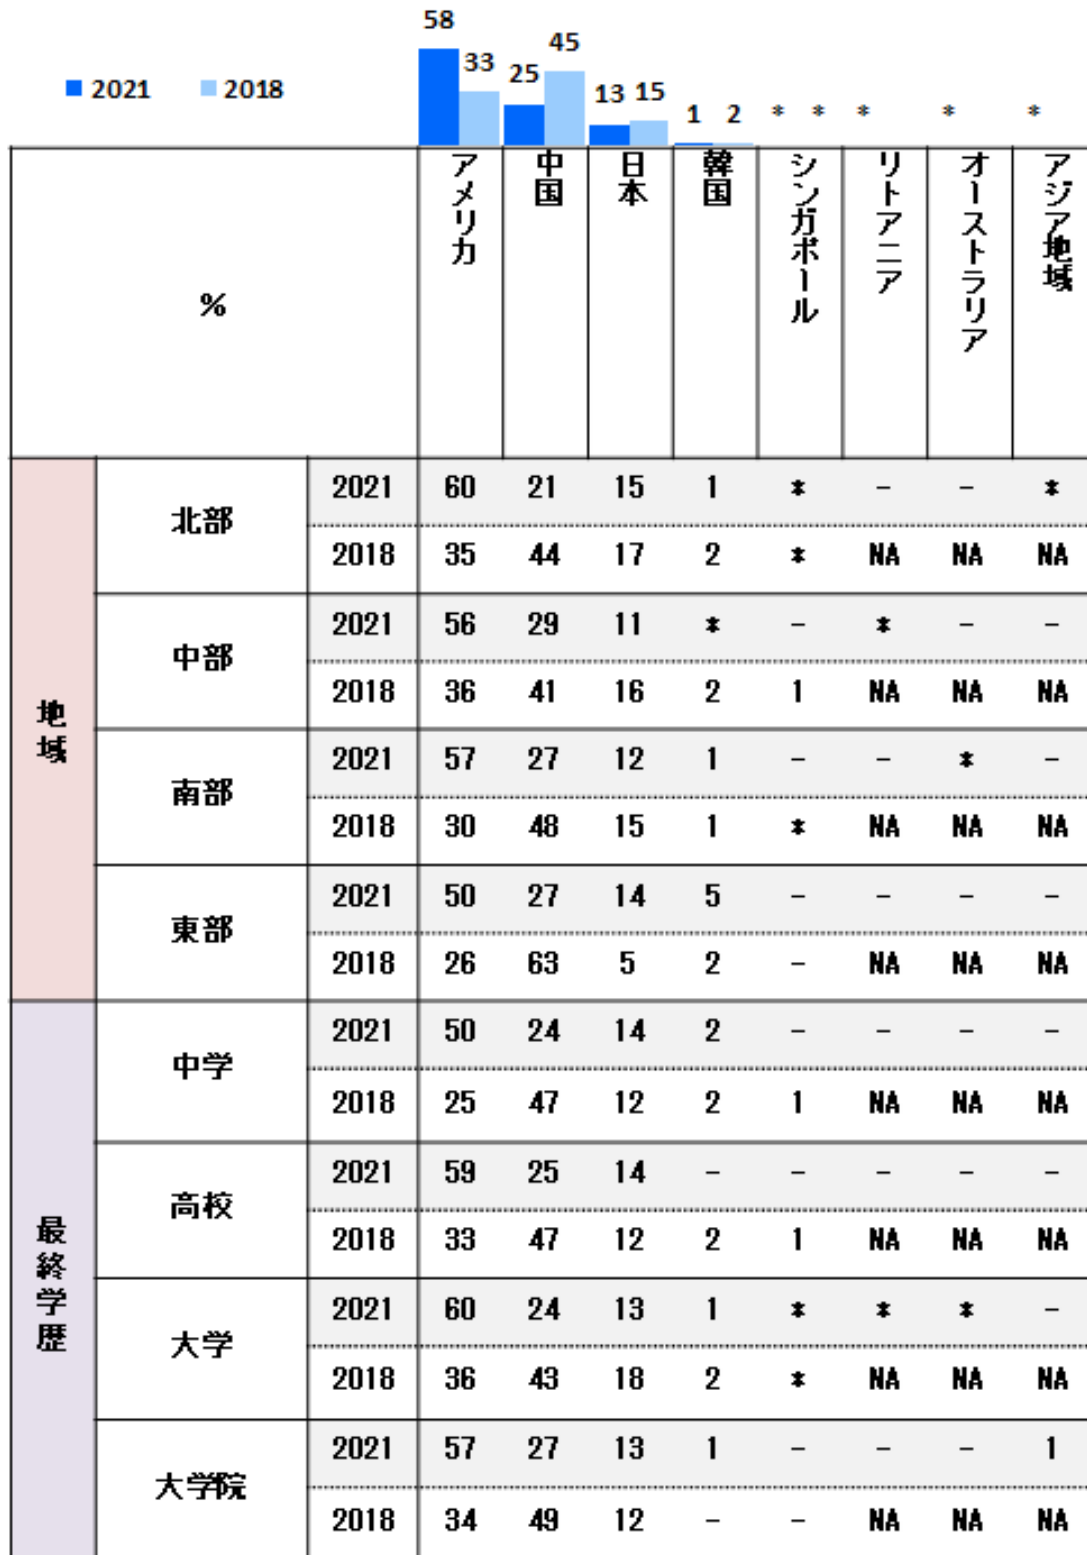 58 33 25 45 13 15 1 2 * * * * *
2021 2018
% アメリカ 中国 日本 韓国 シンガポール リトアニア オーストラリア アジア地域
地域
北部 2021 60 21 15 1 * - - *
2018 35 44 17 2 * NA NA NA
中部 2021 56 29 11 * - * - -
2018 36 41 16 2 1 NA NA NA
南部 2021 57 27 12 1 - - * -
2018 30 48 15 1 * NA NA NA
東部 2021 50 27 14 5 - - - -
2018 26 63 5 2 - NA NA NA
最終学歴
中学 2021 50 24 14 2 - - - -
2018 25 47 12 2 1 NA NA NA
高校 2021 59 25 14 - - - - -
2018 33 47 12 2 1 NA NA NA
大学 2021 60 24 13 1 * * * -
2018 36 43 18 2 * NA NA NA
大学院 2021 57 27 13 1 - - - 1
2018 34 49 12 - - NA NA NA